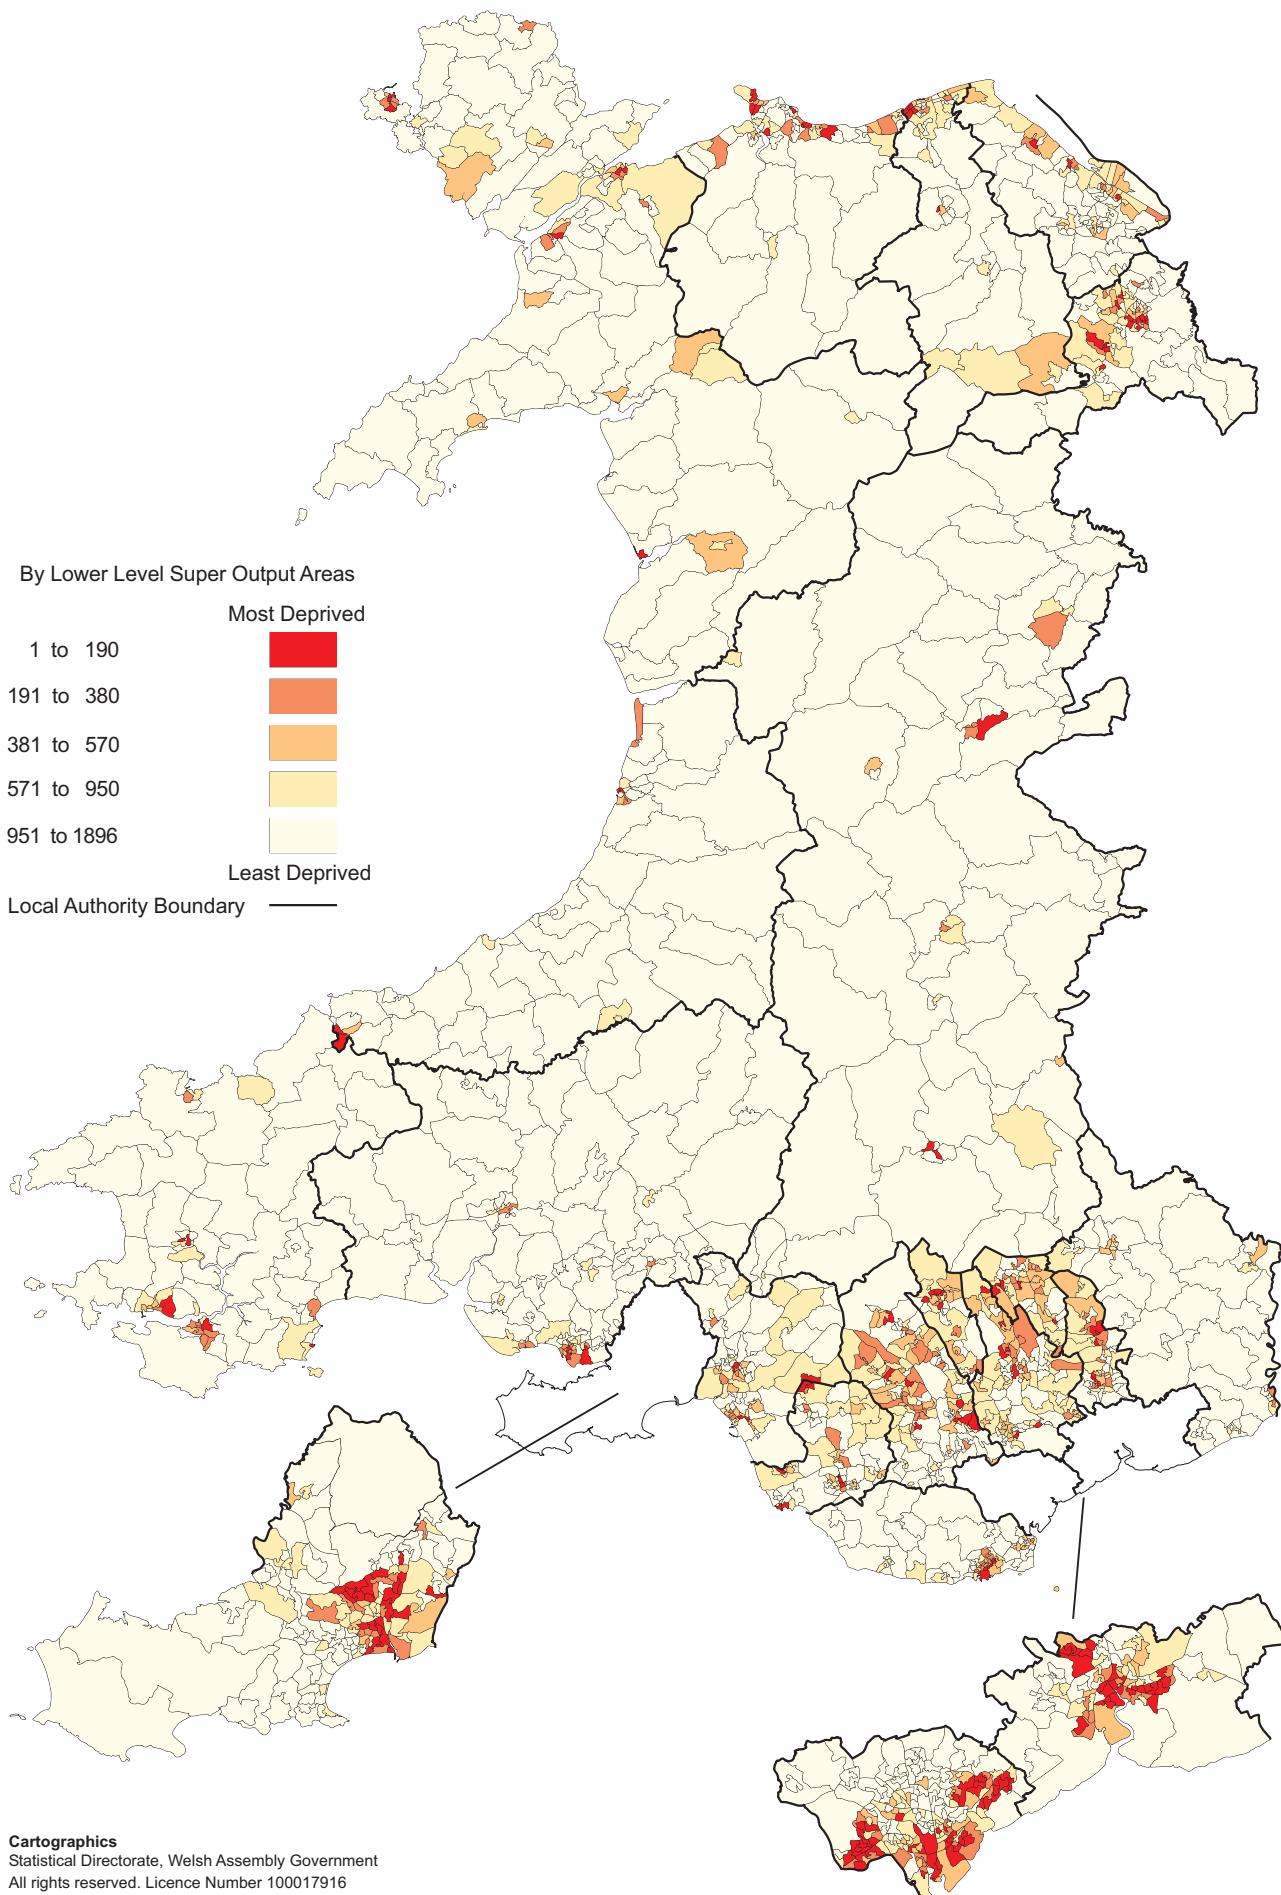 By Lower Level Super Output Areas
Most Deprived
1 to 190
191 to 380
381 to 570
571 to 950
951 to 1896
Least Deprived
Local Authority Boundary
Cartographics
Statistical Directorate, Welsh Assembly Government
All rights reserved. Licence Number 100017916